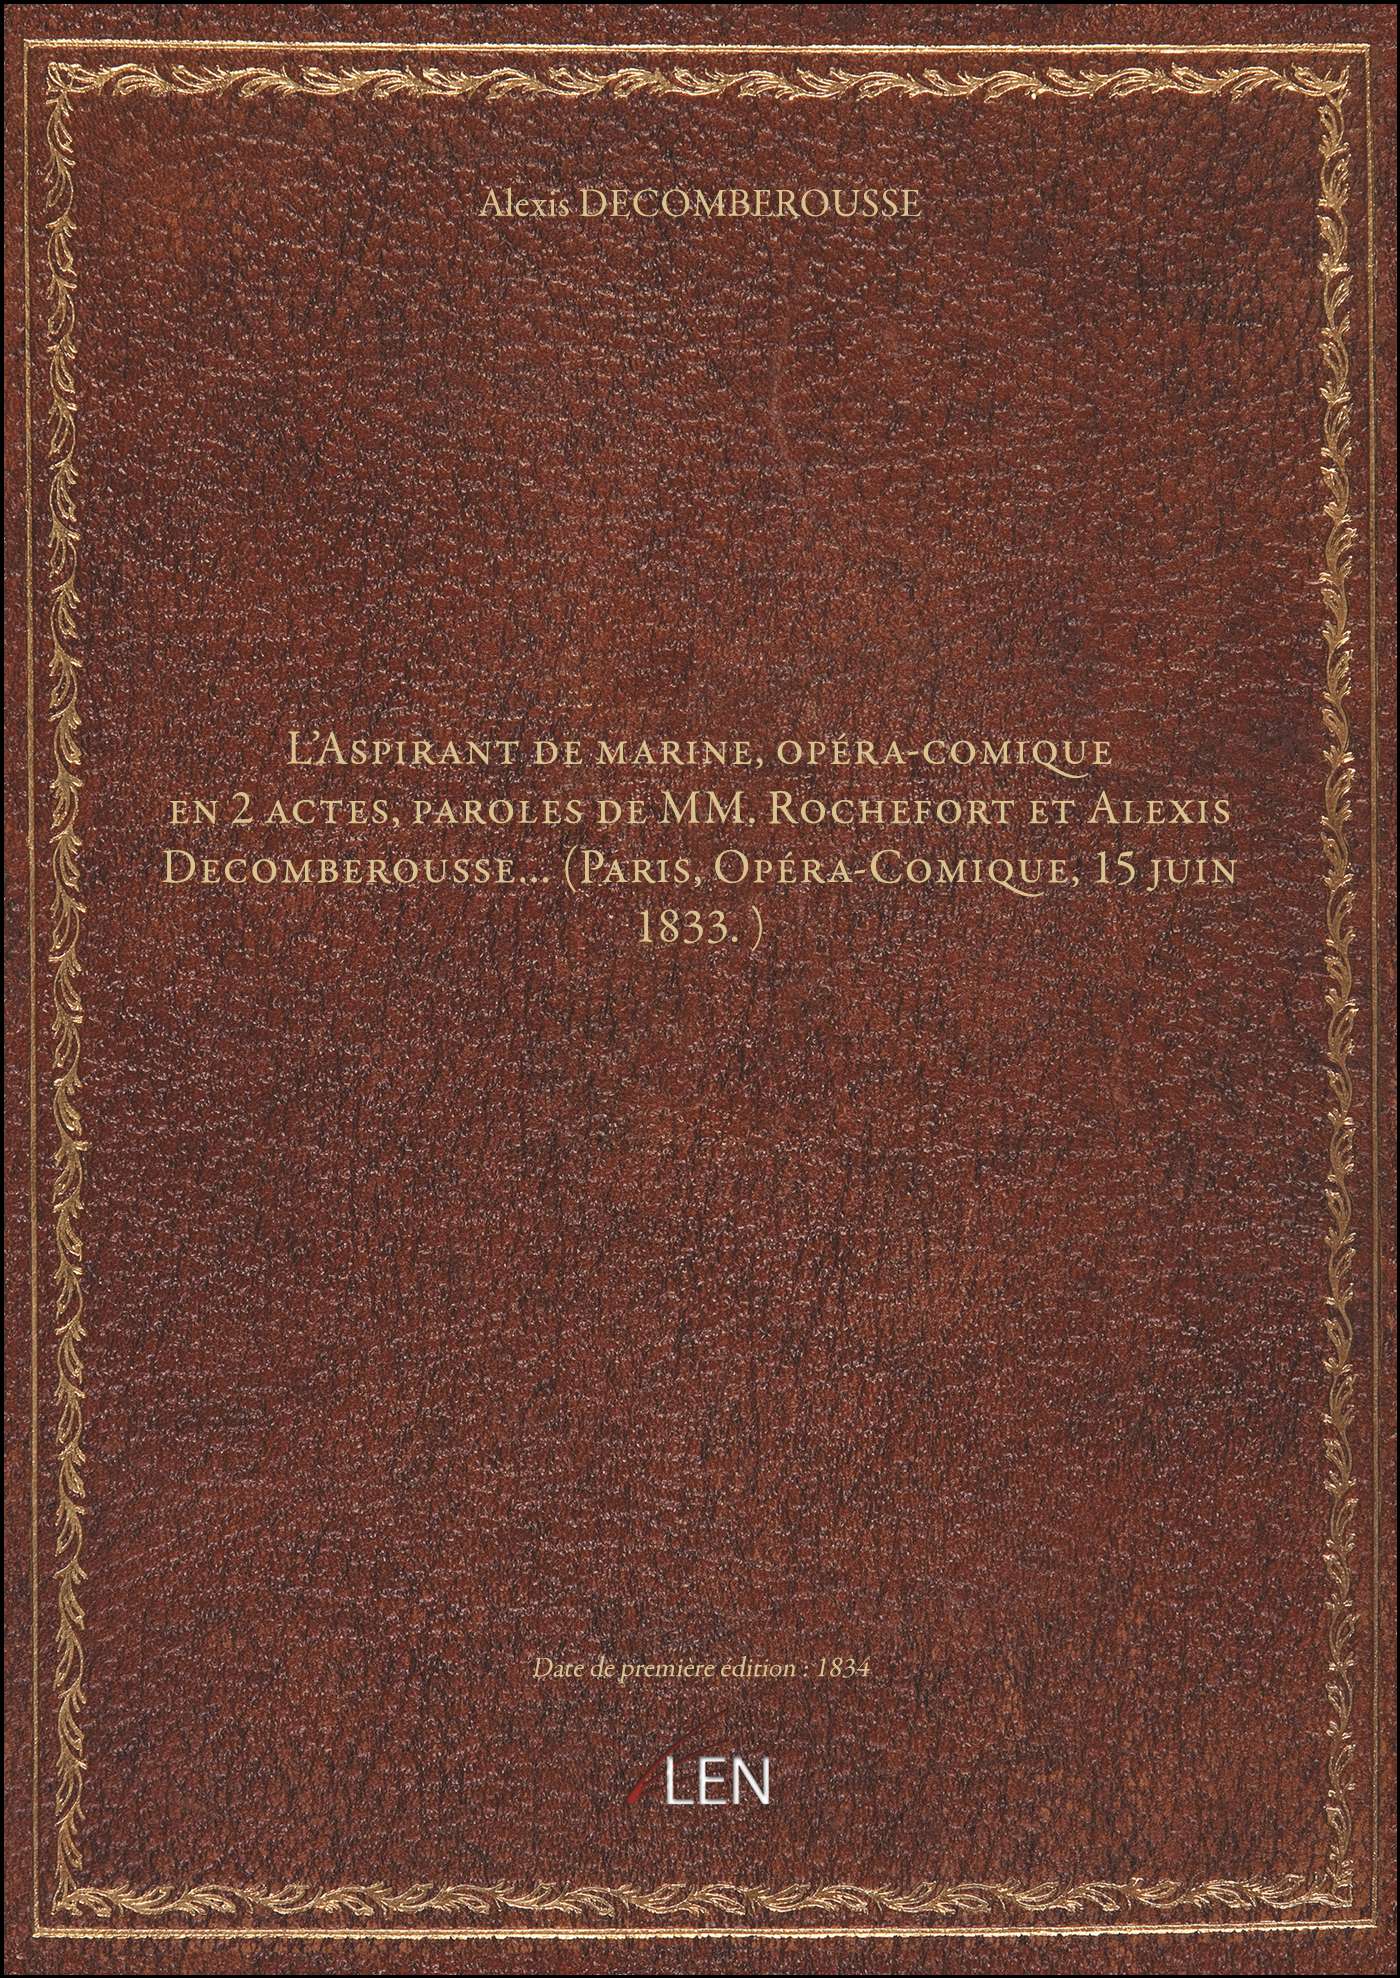 Alexis DECOMBEROUSSE
L'Aspirant de marine, opéra-comique
en 2 actes, paroles de MM. Rochefort et Alexis
Decomberousse... (Paris, Opéra-Comique, 15 juin
1833. )
Date de première édition : 1834
LEN